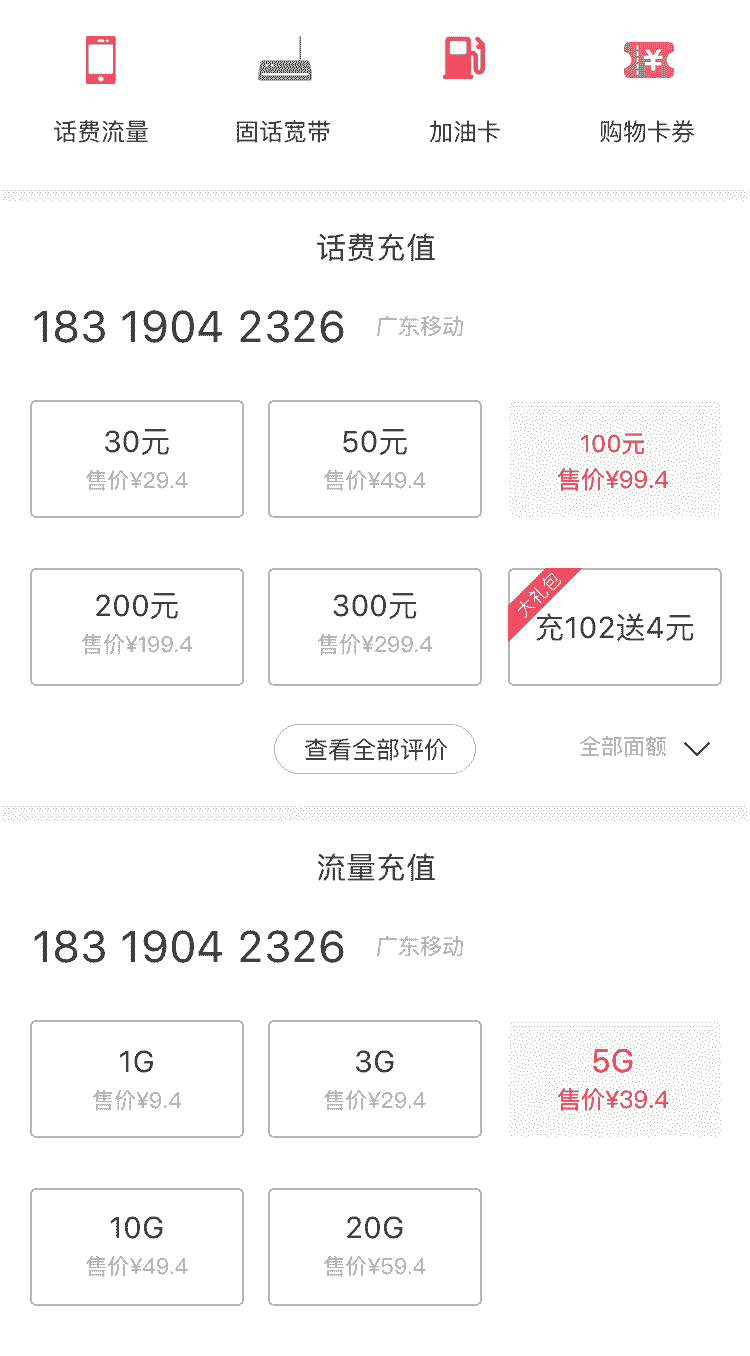 话费流量 固话宽带 加油卡 购物卡券
话费充值
183 1904 2326 广东移动
30元 50元 100元
售价¥29.4 售价¥49.4 售价¥99.4
大礼包
200元 300元 充102送4元
售价¥199.4 售价¥299.4
查看全部评价 全部面额
流量充值
183 1904 2326 广东移动
1G 3G 5G
售价¥9.4 售价¥29.4 售价¥39.4
10G 20G
售价¥49.4 售价¥59.4